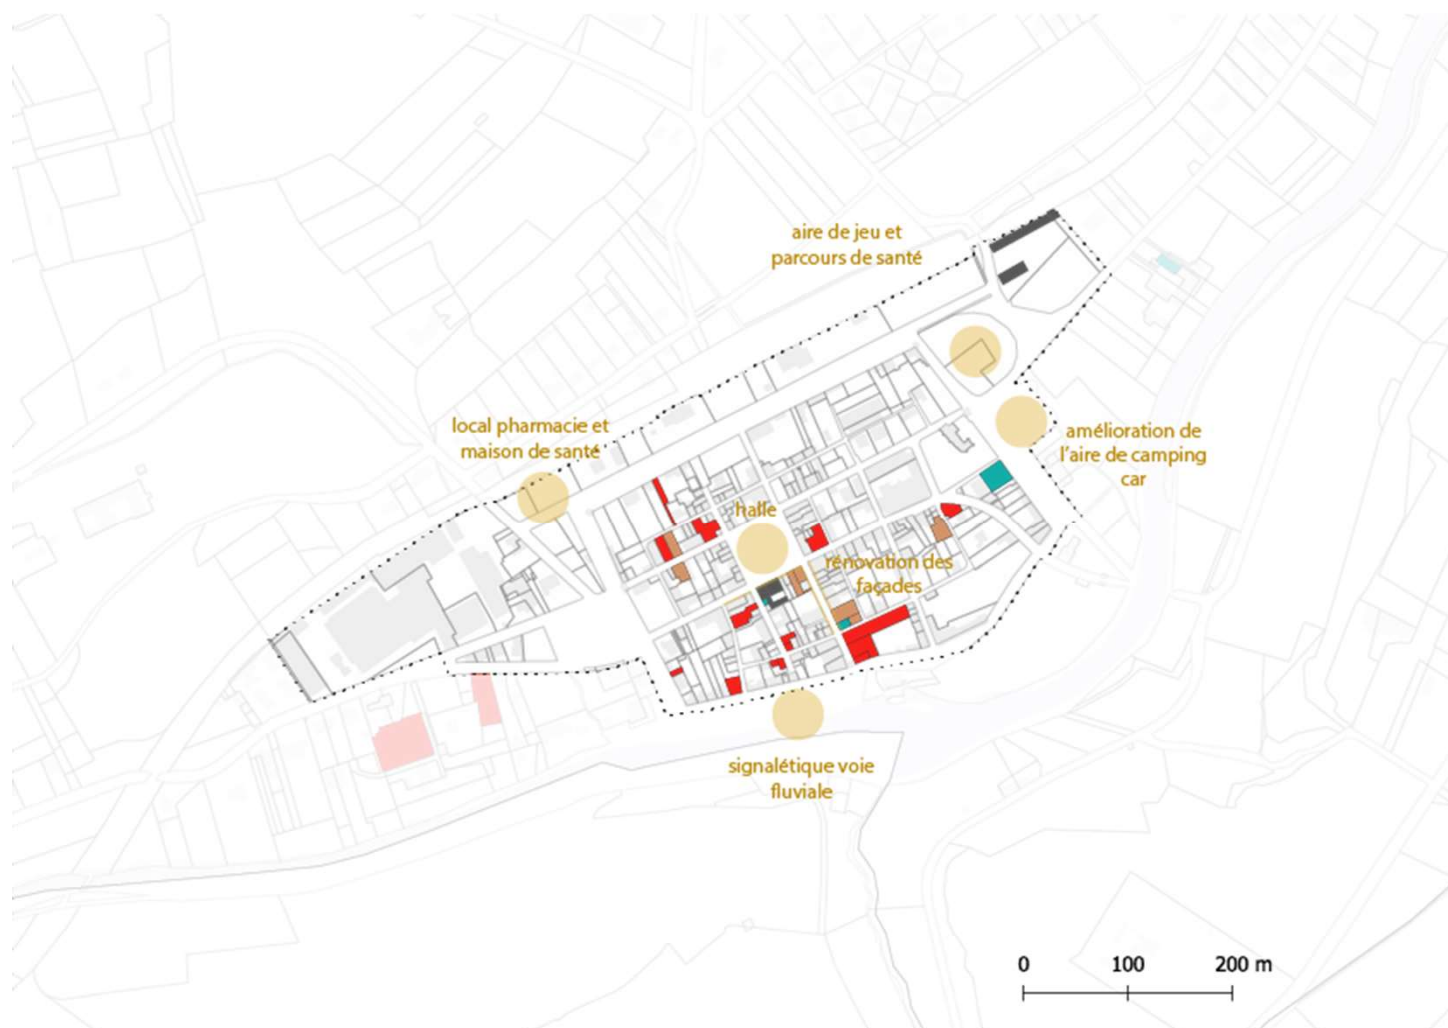 aire de jeu et
parcours de santé
local pharmacie et
maison de santé
amélioration de
l'aire de camping
car
halle
rénovation des
façades
signalétique voie
fluviale
0 100 200 m